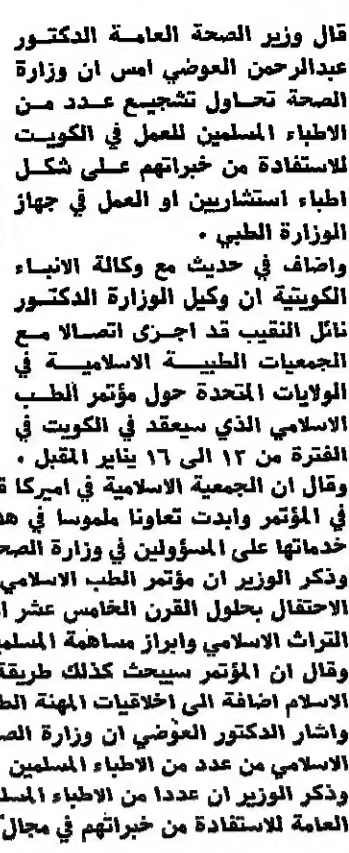 قال وزير الصحة العامة الدكتور
عبدالرحمن العوضي امس ان وزارة
الصحة تحاول تشجيع عدد من
الاطباء المسلمين للعمل في الكويت
للاستفادة من خبراتهم على شكل
اطباء استشاريين او العمل في جهاز
الوزارة الطبي .
واضاف في حديث مع وكالة الانباء
الكويتية ان وكيل الوزارة الدكتور
نائل النقيب قد اجرى اتصالا مع
الجمعيات الطبية الاسلامية في
الولايات المتحدة حول مؤتمر الطب
الاسلامي الذي سيعقد في الكويت في
الفترة من ١٢ الى ١٦ يناير المقبل .
وقال ان الجمعية الاسلامية في اميركا
في المؤتمر وابدت تعاونا ملموسا في
خدماتها على المسؤولين في وزارة
وذكر الوزير ان مؤتمر الطب الاسلامي
الاحتفال بحلول القرن الخامس عشر
التراث الاسلامي وابراز مساهمة
وقال ان المؤتمر سيبحث كذلك طريقة
الاسلام اضافة الى اخلاقيات المهنة
واشار الدكتور العوضي ان وزارة
الاسلامي من عدد من الاطباء المسلمين
وذكر الوزير ان عددا من الاطباء
العامة للاستفادة من خبراتهم في مجال